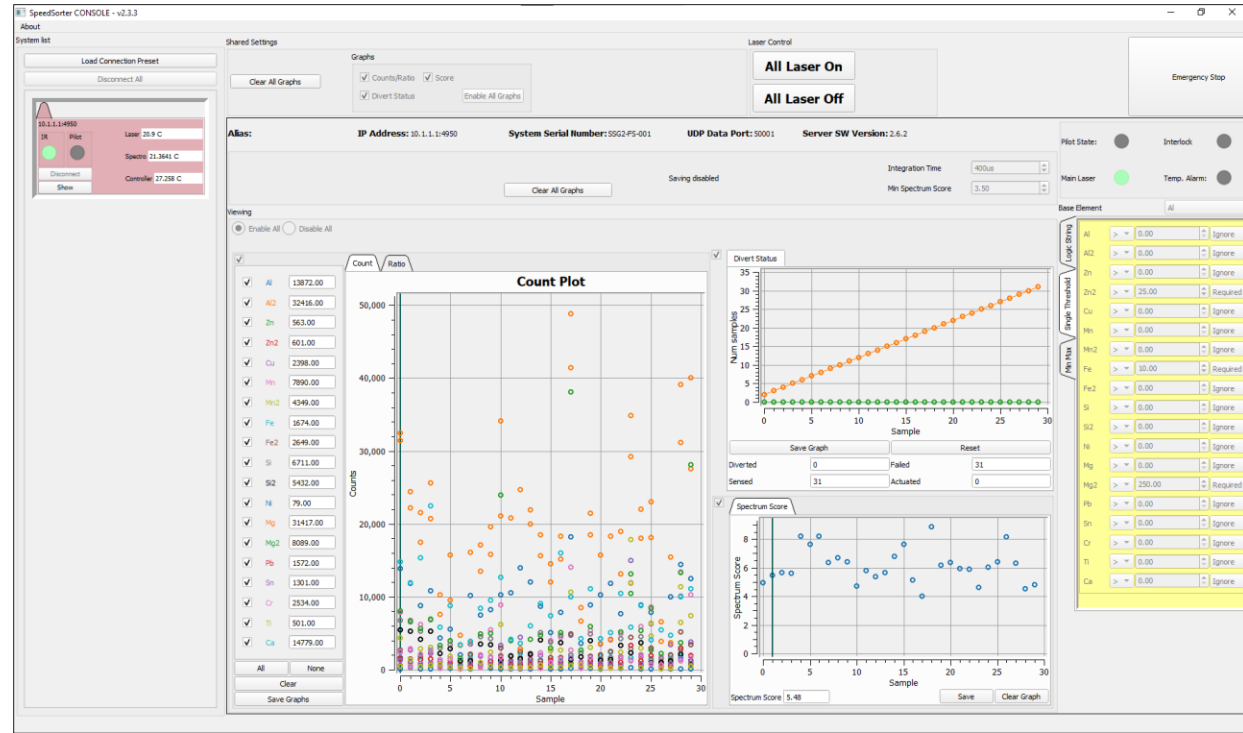 SpeedSorter CONSOLE - v2.3.3
About
System list
Load Connection Preset
Disconnect All
10.1.1.1:4950
IR Pilot
Laser 20.9 C
Spectro 21.3641 C
Controller 27.258 C
Disconnect
Show
Shared Settings
Clear All Graphs
Graphs
Counts/Ratio Score
Divert Status Enable All Graphs
Laser Control
All Laser On
All Laser Off
Emergency Stop
Alias: IP Address: 10.1.1.1:4950 System Serial Number: SSG2-FS-001 UDP Data Port: 50001 Server SW Version: 2.6.2
Clear All Graphs
Saving disabled
Integration Time 400us
Min Spectrum Score 3.50
Pilot State: Interlock
Main Laser Temp. Alarm:
Viewing
Enable All Disable All
Al 13872.00
Al2 32416.00
Zn 563.00
Zn2 601.00
Cu 2398.00
Mn 7890.00
Mn2 4349.00
Fe 1674.00
Fe2 2649.00
Si 6711.00
Si2 5432.00
Ni 79.00
Mg 31417.00
Mg2 8089.00
Pb 1572.00
Sn 1301.00
Cr 2534.00
Ti 501.00
Ca 14779.00
All None
Clear
Save Graphs
Count Ratio
Count Plot
Counts
50,000
40,000
30,000
20,000
10,000
0
0 5 10 15 20 25 30
Sample
Divert Status
Num samples
35
30
25
20
15
10
5
0
0 5 10 15 20 25 30
Sample
Save Graph Reset
Diverted 0 Failed 31
Sensed 31 Actuated 0
Spectrum Score
Spectrum Score
8
6
4
2
0
0 5 10 15 20 25 30
Sample
Spectrum Score 5.48 Save Clear Graph
Base Element Al
Logic String
Single Threshold
Min Max
Al > 0.00 Ignore
Al2 > 0.00 Ignore
Zn > 0.00 Ignore
Zn2 > 25.00 Required
Cu > 0.00 Ignore
Mn > 0.00 Ignore
Mn2 > 0.00 Ignore
Fe > 10.00 Required
Fe2 > 0.00 Ignore
Si > 0.00 Ignore
Si2 > 0.00 Ignore
Ni > 0.00 Ignore
Mg > 0.00 Ignore
Mg2 > 250.00 Required
Pb > 0.00 Ignore
Sn > 0.00 Ignore
Cr > 0.00 Ignore
Ti > 0.00 Ignore
Ca > 0.00 Ignore